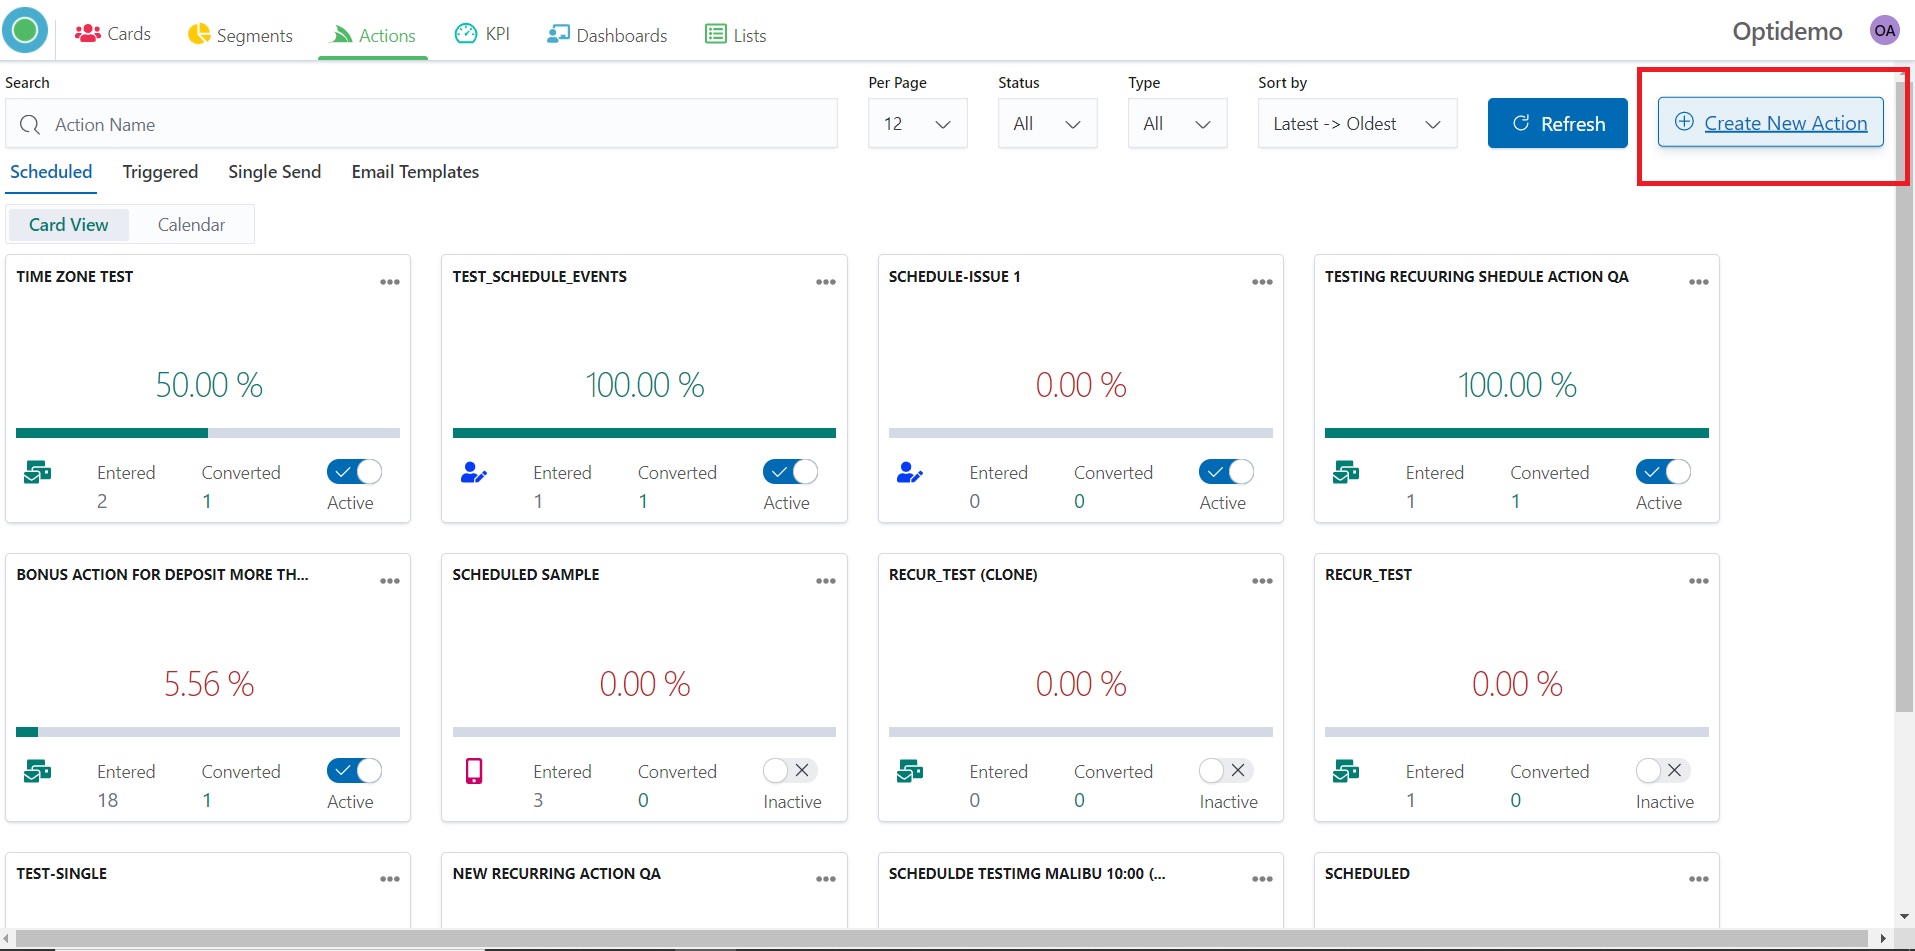 Cards Segments Actions KPI Dashboards Lists Optidemo OA
Search Per Page Status Type Sort by
Action Name 12 All All Latest -> Oldest Refresh Create New Action
Scheduled Triggered Single Send Email Templates
Card View Calendar
TIME ZONE TEST
50.00 %
Entered Converted
2 1 Active
TEST_SCHEDULE_EVENTS
100.00 %
Entered Converted
1 1 Active
SCHEDULE-ISSUE 1
0.00 %
Entered Converted
0 0 Active
TESTING RECUURING SHEDULE ACTION QA
100.00 %
Entered Converted
1 1 Active
BONUS ACTION FOR DEPOSIT MORE TH...
5.56 %
Entered Converted
18 1 Active
SCHEDULED SAMPLE
0.00 %
Entered Converted
3 0 Inactive
RECUR_TEST (CLONE)
0.00 %
Entered Converted
0 0 Inactive
RECUR_TEST
0.00 %
Entered Converted
1 0 Inactive
TEST-SINGLE
NEW RECURRING ACTION QA
SCHEDULDE TESTIMG MALIBU 10:00 (...
SCHEDULED